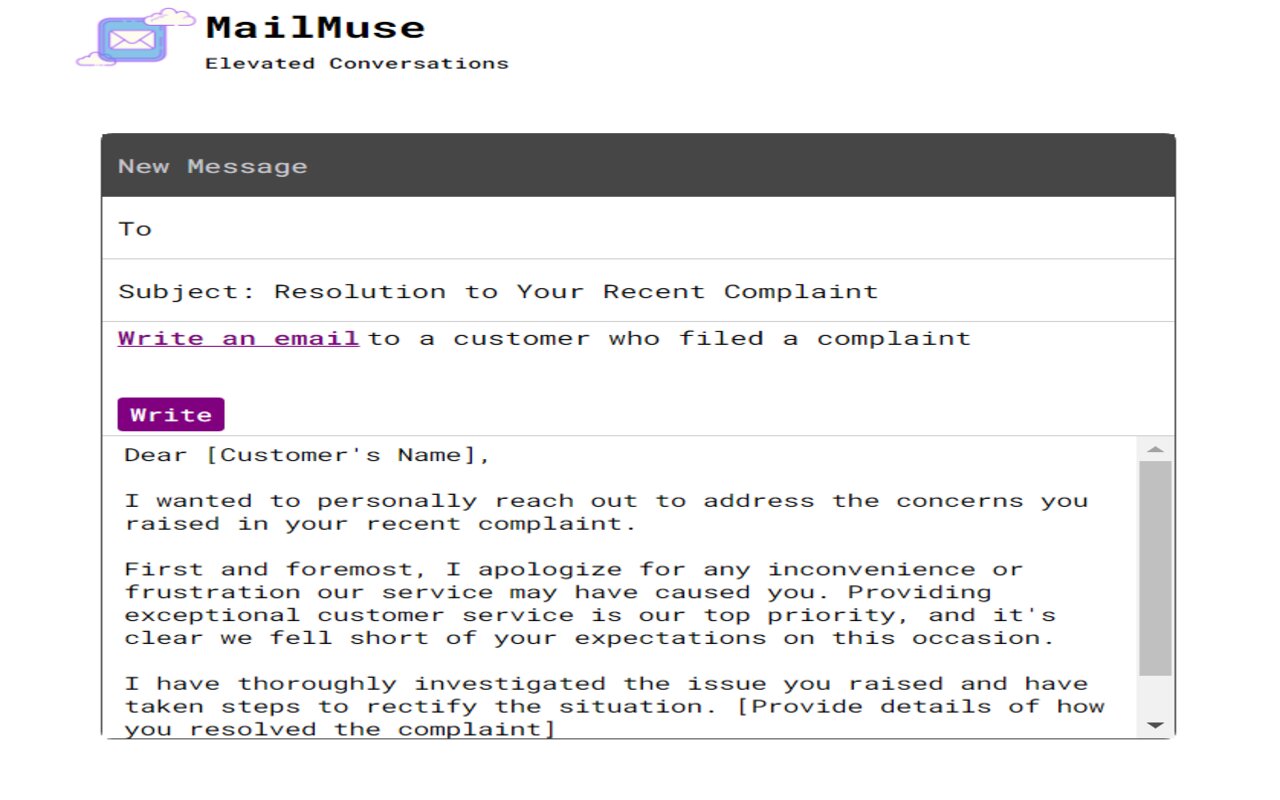 MailMuse
Elevated Conversations
New Message
To
Subject: Resolution to Your Recent Complaint
Write an email to a customer who filed a complaint
Write
Dear [Customer's Name],
I wanted to personally reach out to address the concerns you
raised in your recent complaint.
First and foremost, I apologize for any inconvenience or
frustration our service may have caused you. Providing
exceptional customer service is our top priority, and it's
clear we fell short of your expectations on this occasion.
I have thoroughly investigated the issue you raised and have
taken steps to rectify the situation. [Provide details of how
you resolved the complaint]